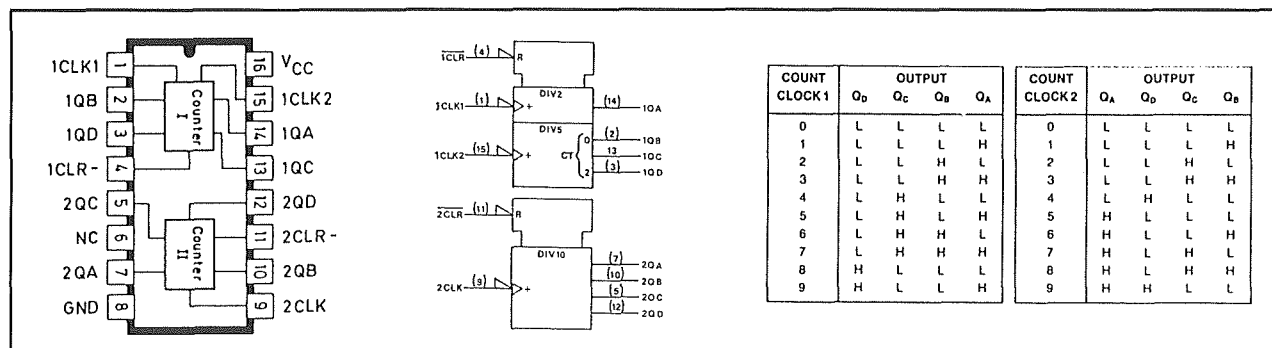 1CLK1 1 16 VCC
1QB 2 15 1CLK2
1QD 3 14 1QA
1CLR- 4 13 1QC
2QC 5 12 2QD
NC 6 11 2CLR-
2QA 7 10 2QB
GND 8 9 2CLK
Counter I
Counter II
1CLR (4) R
DIV2
1CLK1 (1) + (14) 1QA
DIV5
0 (2) 1QB
1CLK2 (15) + CT 13 1QC
2 (3) 1QD
2CLR (11) R
DIV10
(7) 2QA
2CLK (9) + (10) 2QB
(5) 2QC
(12) 2QD
COUNT OUTPUT
CLOCK 1 QD QC QB QA
0 L L L L
1 L L L H
2 L L H L
3 L L H H
4 L H L L
5 L H L H
6 L H H L
7 L H H H
8 H L L L
9 H L L H
COUNT OUTPUT
CLOCK 2 QA QD QC QB
0 L L L L
1 L L L H
2 L L H L
3 L L H H
4 L H L L
5 H L L L
6 H L L H
7 H L H L
8 H L H H
9 H H L L